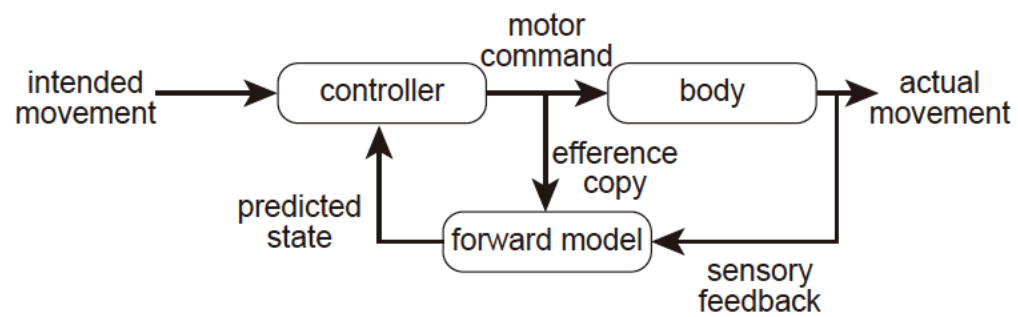 motor
command
intended
movement
controller
body
actual
movement
efference
copy
predicted
state
forward model
sensory
feedback